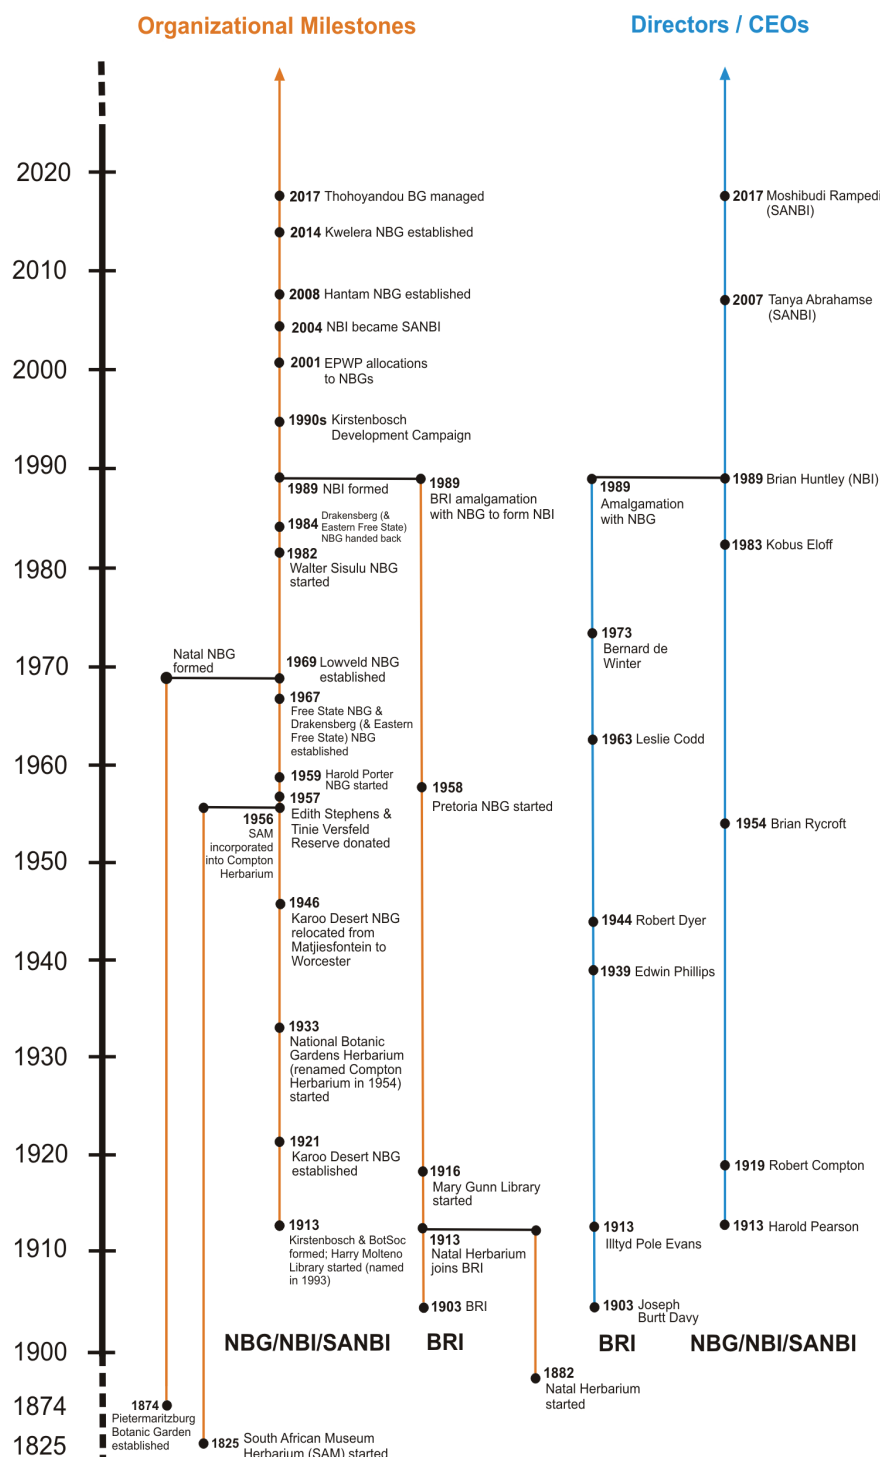 Organizational Milestones
Directors / CEOs
2020
2010
2000
1990
1980
1970
1960
1950
1940
1930
1920
1910
1900
1874
1825
2017 Thohoyandou BG managed
2014 Kwelera NBG established
2008 Hantam NBG established
2004 NBI became SANBI
2001 EPWP allocations
to NBGs
1990s Kirstenbosch
Development Campaign
1989 NBI formed
1984 Drakensberg (&
Eastern Free State)
NBG handed back
1982
Walter Sisulu NBG
started
Natal NBG
formed
1969 Lowveld NBG
established
1967
Free State NBG &
Drakensberg (& Eastern
Free State) NBG
established
1959 Harold Porter
NBG started
1957
Edith Stephens &
Tinie Versfeld
Reserve donated
1956
SAM
incorporated
into Compton
Herbarium
1946
Karoo Desert NBG
relocated from
Matjiesfontein to
Worcester
1933
National Botanic
Gardens Herbarium
(renamed Compton
Herbarium in 1954)
started
1921
Karoo Desert NBG
established
1913
Kirstenbosch & BotSoc
formed; Harry Molteno
Library started (named
in 1993)
NBG/NBI/SANBI
1874
Pietermaritzburg
Botanic Garden
established
1825 South African Museum
Herbarium (SAM) started
1989
BRI amalgamation
with NBG to form NBI
1958
Pretoria NBG started
1916
Mary Gunn Library
started
1913
Natal Herbarium
joins BRI
1903 BRI
BRI
1882
Natal Herbarium
started
1989
Amalgamation
with NBG
1973
Bernard de
Winter
1963 Leslie Codd
1944 Robert Dyer
1939 Edwin Phillips
1913
Illtyd Pole Evans
1903 Joseph
Burtt Davy
BRI
2017 Moshibudi Rampedi
(SANBI)
2007 Tanya Abrahamse
(SANBI)
1989 Brian Huntley (NBI)
1983 Kobus Eloff
1954 Brian Rycroft
1919 Robert Compton
1913 Harold Pearson
NBG/NBI/SANBI